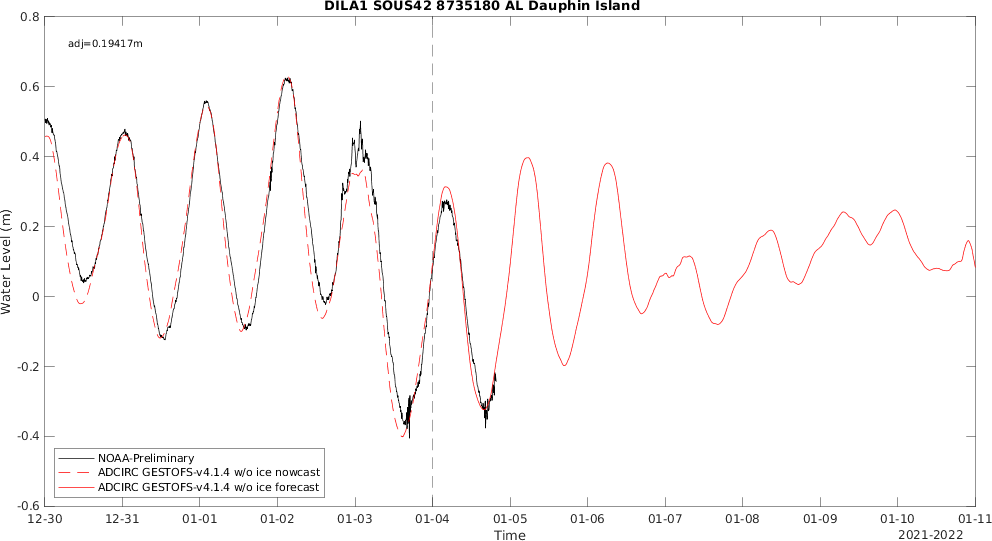 DILA1 SOUS42 8735180 AL Dauphin Island
adj=0.19417m
Water Level (m)
0.8
0.6
0.4
0.2
0
-0.2
-0.4
-0.6
NOAA-Preliminary
ADCIRC GESTOFS-v4.1.4 w/o ice nowcast
ADCIRC GESTOFS-v4.1.4 w/o ice forecast
12-30 12-31 01-01 01-02 01-03 01-04 01-05 01-06 01-07 01-08 01-09 01-10 01-11
Time
2021-2022